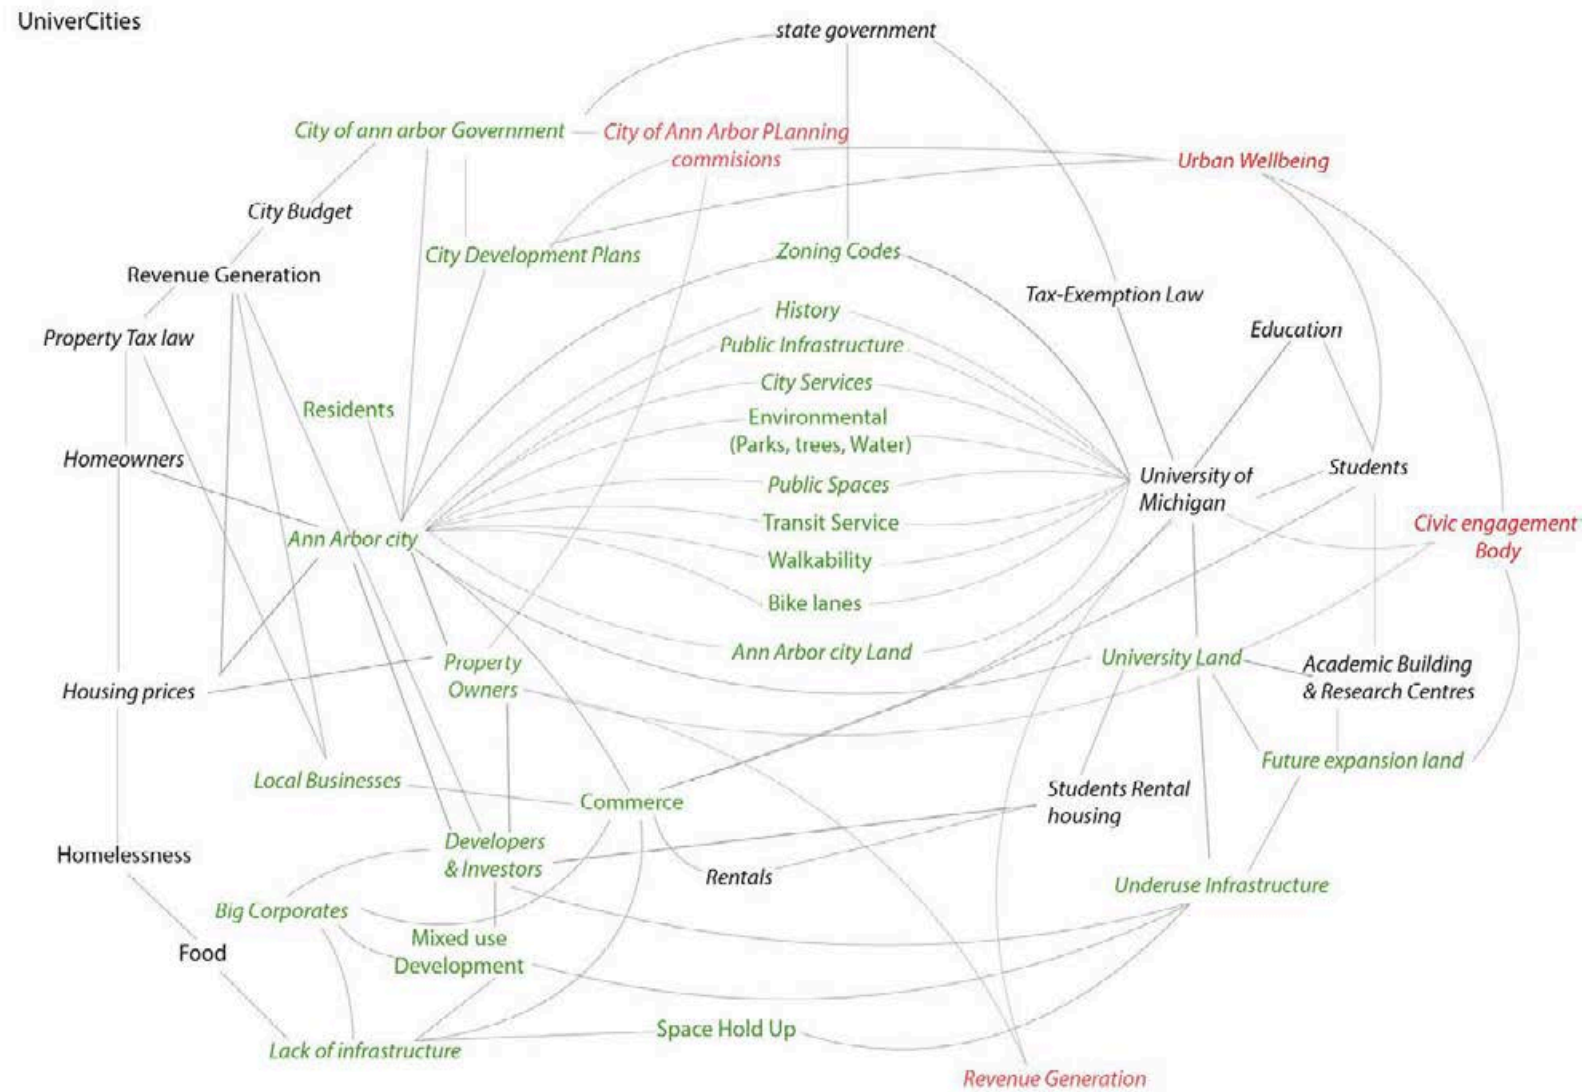 UniverCities
state government
City of ann arbor Government
City of Ann Arbor PLanning
commisions
Urban Wellbeing
City Budget
City Development Plans
Zoning Codes
Revenue Generation
Tax-Exemption Law
History
Education
Property Tax law
Public Infrastructure
City Services
Residents
Environmental
(Parks, trees, Water)
Homeowners
Students
Public Spaces
University of
Michigan
Transit Service
Civic engagement
Body
Ann Arbor city
Walkability
Bike lanes
Ann Arbor city Land
University Land
Property
Owners
Academic Building
& Research Centres
Housing prices
Future expansion land
Local Businesses
Commerce
Students Rental
housing
Developers
& Investors
Homelessness
Rentals
Underuse Infrastructure
Big Corporates
Mixed use
Development
Food
Space Hold Up
Lack of infrastructure
Revenue Generation